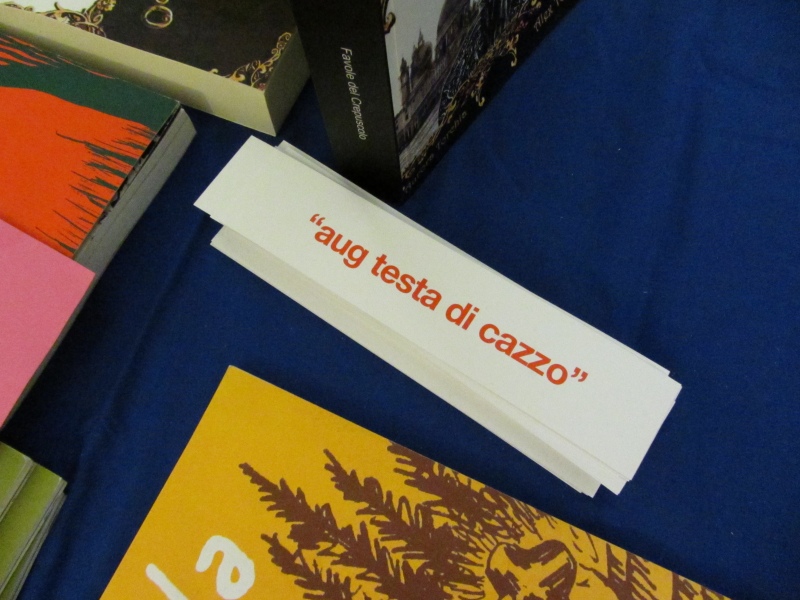 Favole del Crepuscolo
“aug testa di cazzo”